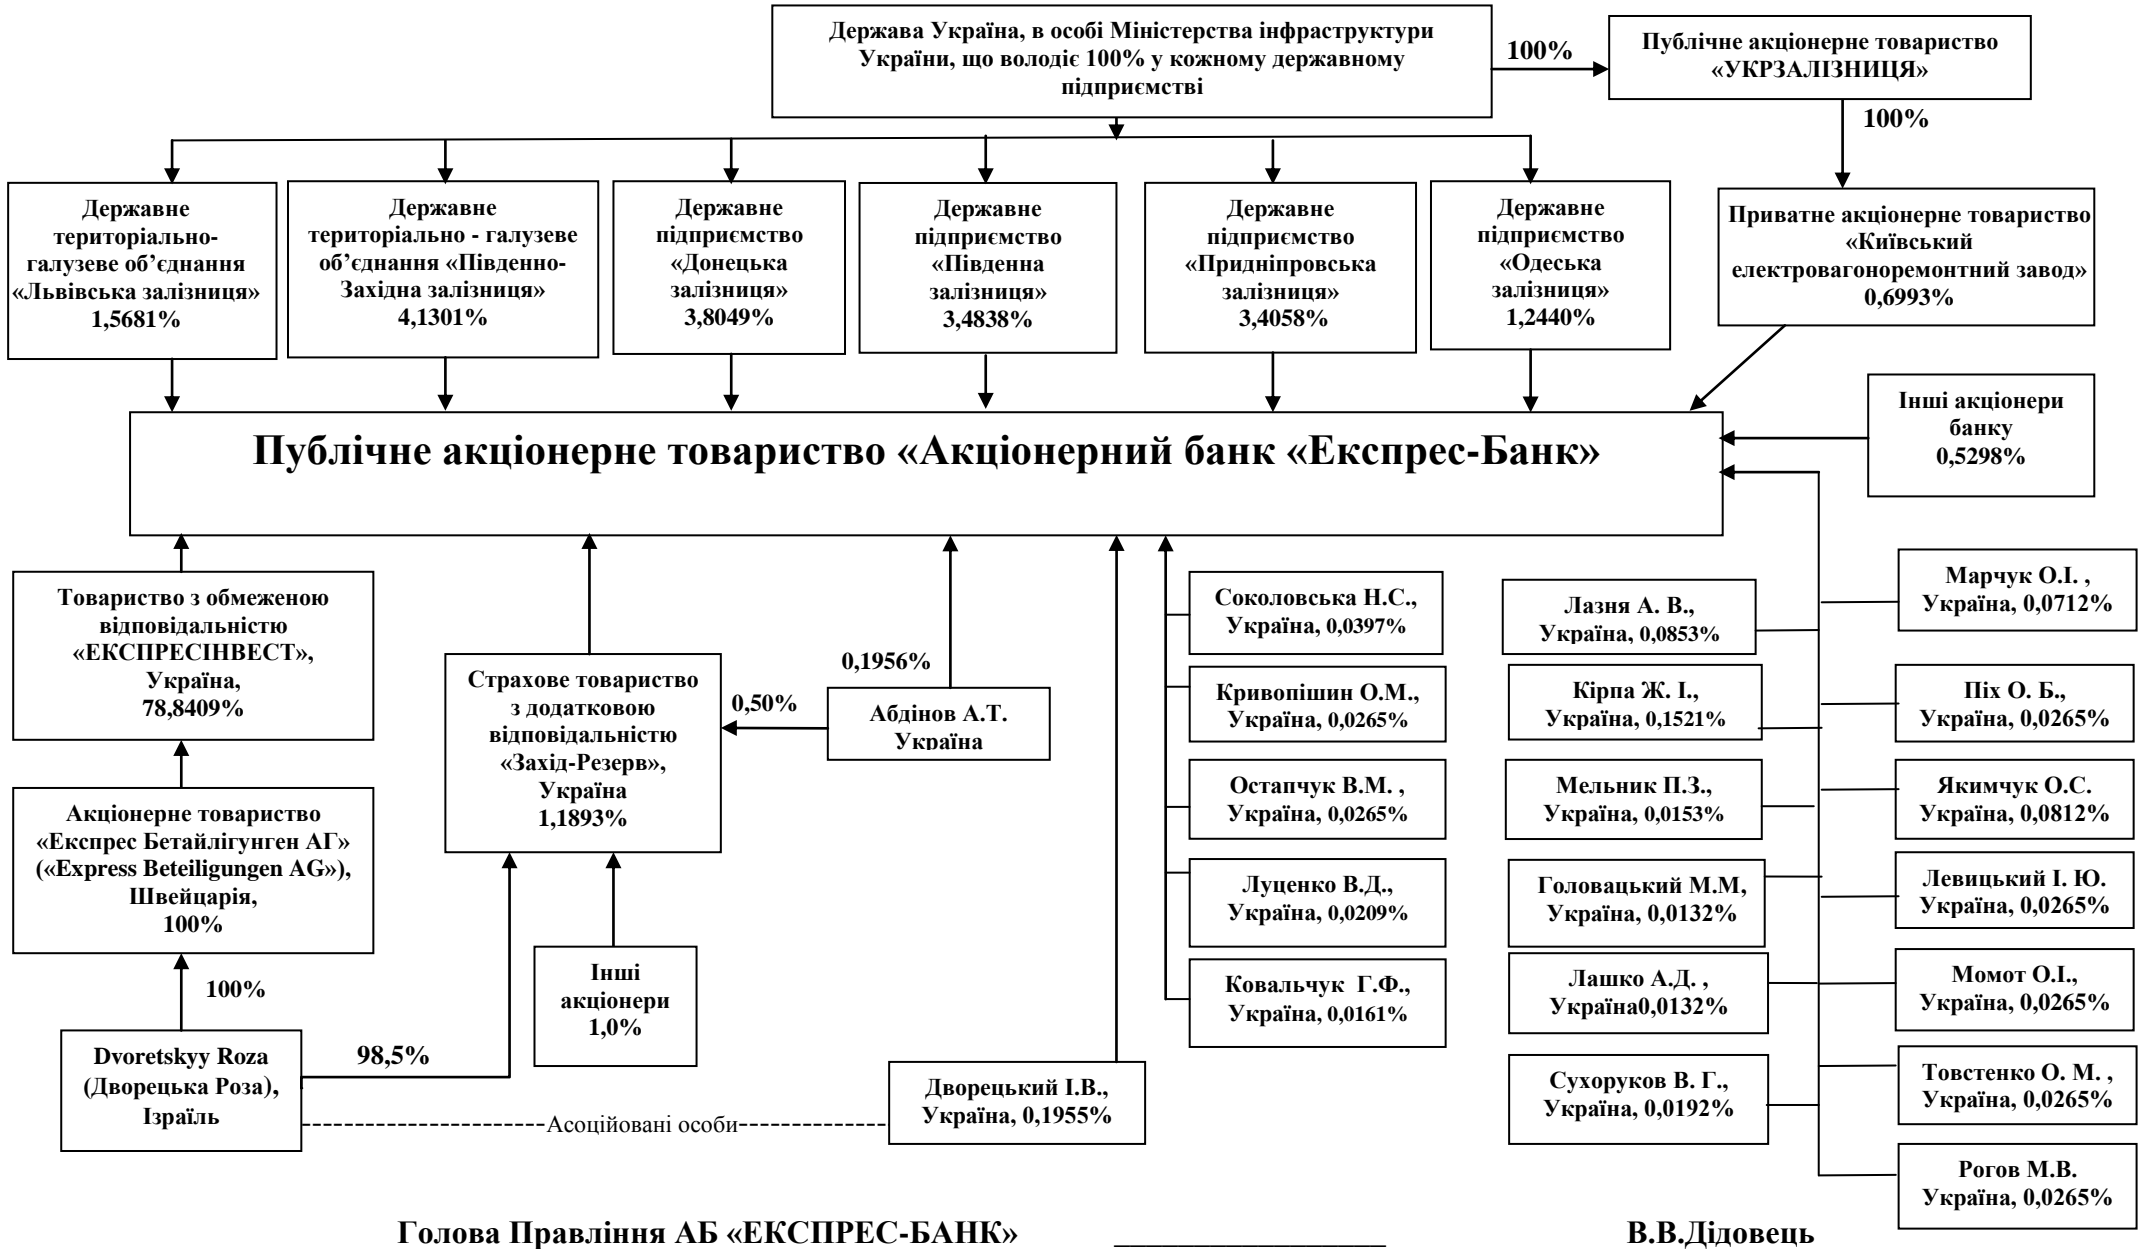 Держава Україна, в особі Міністерства інфраструктури
України, що володіє 100% у кожному державному
підприємстві
100%
Публічне акціонерне товариство
«УКРЗАЛІЗНИЦЯ»
100%
Державне
територіально-
галузеве об’єднання
«Львівська залізниця»
1,5681%
Державне
територіально - галузеве
об’єднання «Південно-
Західна залізниця»
4,1301%
Державне
підприємство
«Донецька
залізниця»
3,8049%
Державне
підприємство
«Південна
залізниця»
3,4838%
Державне
підприємство
«Придніпровська
залізниця»
3,4058%
Державне
підприємство
«Одеська
залізниця»
1,2440%
Приватне акціонерне товариство
«Київський
електровагоноремонтний завод»
0,6993%
Публічне акціонерне товариство «Акціонерний банк «Експрес-Банк»
Інші акціонери
банку
0,5298%
Товариство з обмеженою
відповідальністю
«ЕКСПРЕСІНВЕСТ»,
Україна,
78,8409%
Акціонерне товариство
«Експрес Бетайлігунген АГ»
(«Express Beteiligungen AG»),
Швейцарія,
100%
100%
Dvoretskyy Roza
(Дворецька Роза),
Ізраїль
98,5%
Страхове товариство
з додатковою
відповідальністю
«Захід-Резерв»,
Україна
1,1893%
Інші
акціонери
1,0%
0,50%
0,1956%
Абдінов А.Т.
Україна
Асоційовані особи
Дворецький І.В.,
Україна, 0,1955%
Соколовська Н.С.,
Україна, 0,0397%
Кривопішин О.М.,
Україна, 0,0265%
Остапчук В.М. ,
Україна, 0,0265%
Луценко В.Д.,
Україна, 0,0209%
Ковальчук Г.Ф.,
Україна, 0,0161%
Лазня А. В.,
Україна, 0,0853%
Кірпа Ж. І.,
Україна, 0,1521%
Мельник П.З.,
Україна, 0,0153%
Головацький М.М,
Україна, 0,0132%
Лашко А.Д. ,
Україна0,0132%
Сухоруков В. Г.,
Україна, 0,0192%
Марчук О.І. ,
Україна, 0,0712%
Піх О. Б.,
Україна, 0,0265%
Якимчук О.С.
Україна, 0,0812%
Левицький І. Ю.
Україна, 0,0265%
Момот О.І.,
Україна, 0,0265%
Товстенко О. М. ,
Україна, 0,0265%
Рогов М.В.
Україна, 0,0265%
Голова Правління АБ «ЕКСПРЕС-БАНК» _________________ В.В.Дідовець